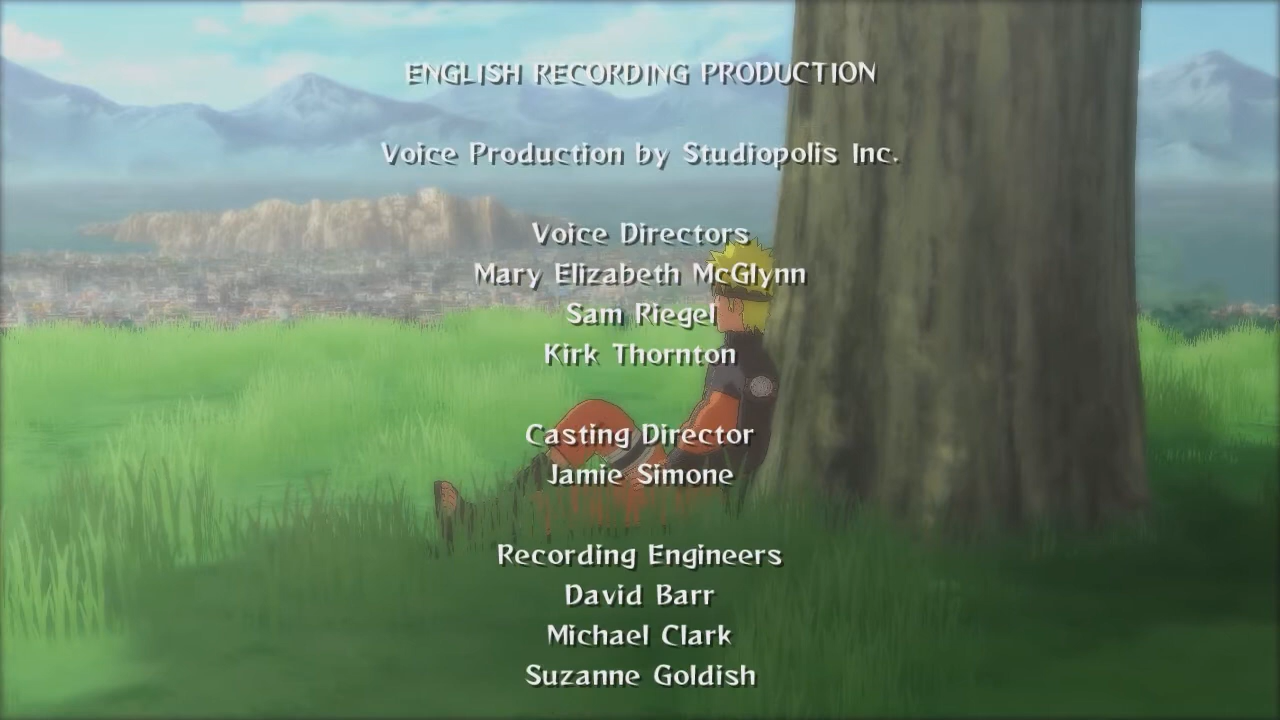 ENGLISH RECORDING PRODUCTION
Voice Production by Studiopolis Inc.
Voice Directors
Mary Elizabeth McGlynn
Sam Riegel
Kirk Thornton
Casting Director
Jamie Simone
Recording Engineers
David Barr
Michael Clark
Suzanne Goldish